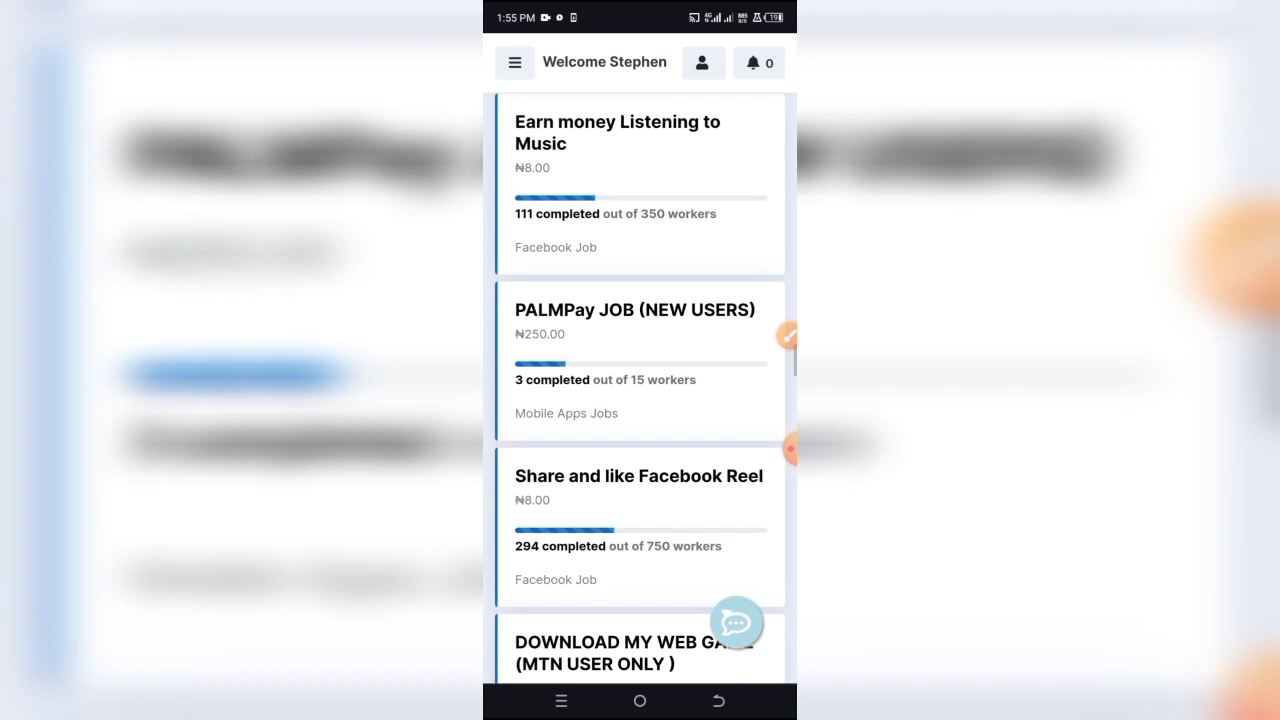 1:55 PM
4G
885 B/S
19
Welcome Stephen
0
Earn money Listening to
Music
₦8.00
111 completed out of 350 workers
Facebook Job
PALMPay JOB (NEW USERS)
₦250.00
3 completed out of 15 workers
Mobile Apps Jobs
Share and like Facebook Reel
₦8.00
294 completed out of 750 workers
Facebook Job
DOWNLOAD MY WEB
(MTN USER ONLY )